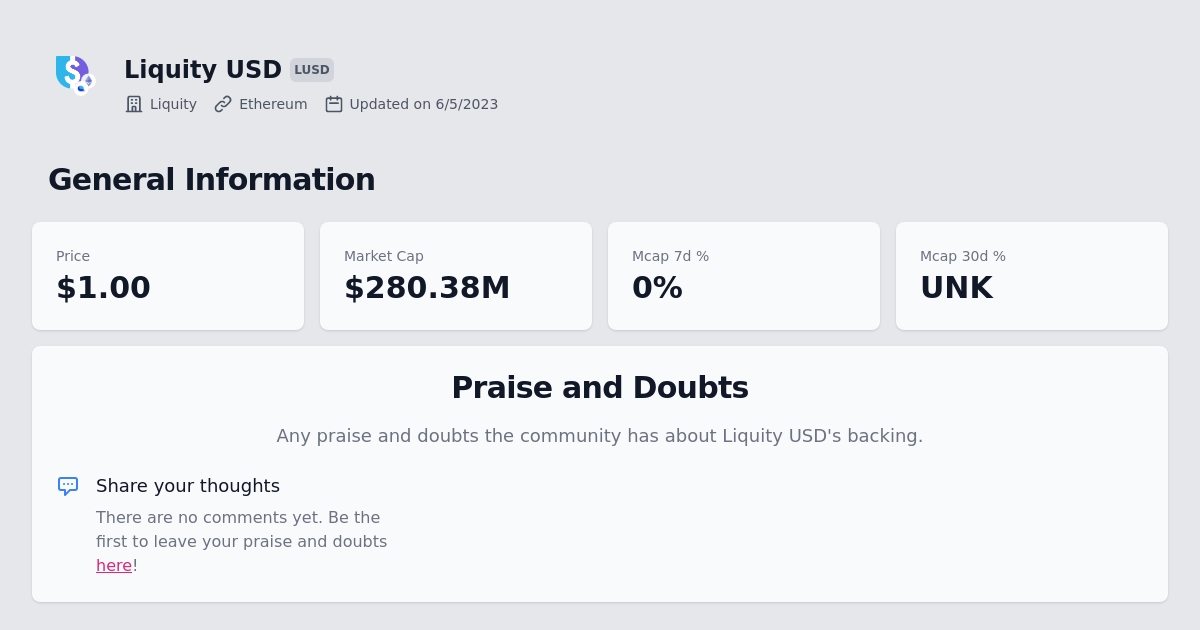 Liquity USD LUSD
Liquity Ethereum Updated on 6/5/2023
General Information
Price
$1.00
Market Cap
$280.38M
Mcap 7d %
0%
Mcap 30d %
UNK
Praise and Doubts
Any praise and doubts the community has about Liquity USD's backing.
Share your thoughts
There are no comments yet. Be the
first to leave your praise and doubts
here!